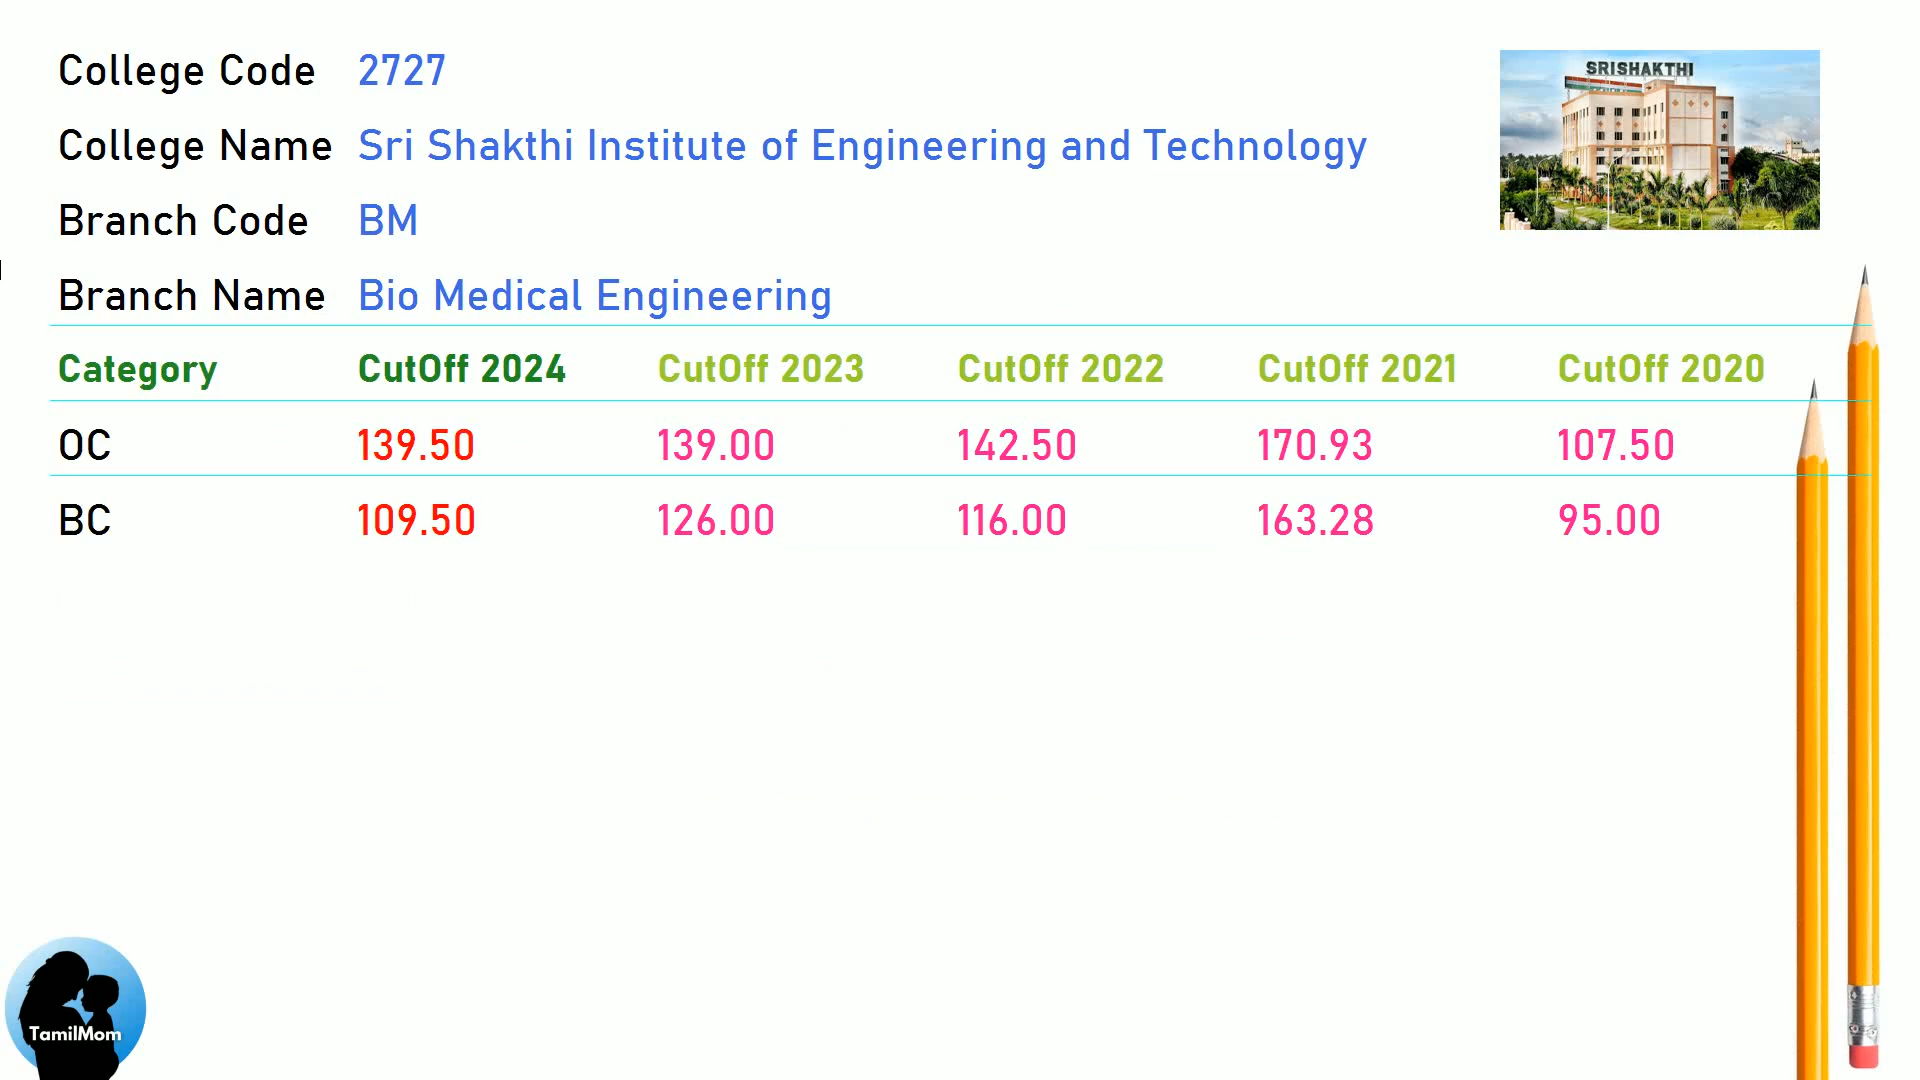 College Code 2727
SRISHAKTHI
College Name Sri Shakthi Institute of Engineering and Technology
Branch Code BM
Branch Name Bio Medical Engineering
Category CutOff 2024 CutOff 2023 CutOff 2022 CutOff 2021 CutOff 2020
OC 139.50 139.00 142.50 170.93 107.50
BC 109.50 126.00 116.00 163.28 95.00
TamilMom